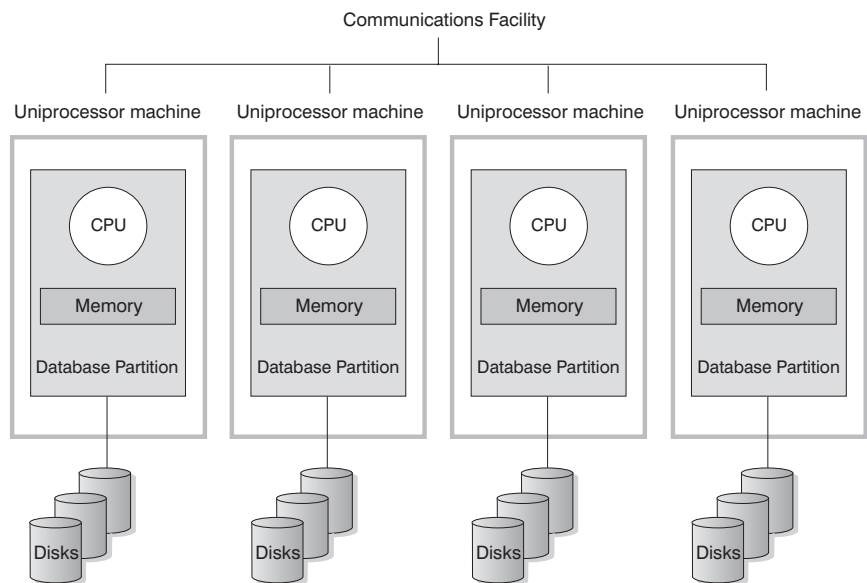 Communications Facility
Uniprocessor machine
Uniprocessor machine
Uniprocessor machine
Uniprocessor machine
CPU
CPU
CPU
CPU
Memory
Memory
Memory
Memory
Database Partition
Database Partition
Database Partition
Database Partition
Disks
Disks
Disks
Disks